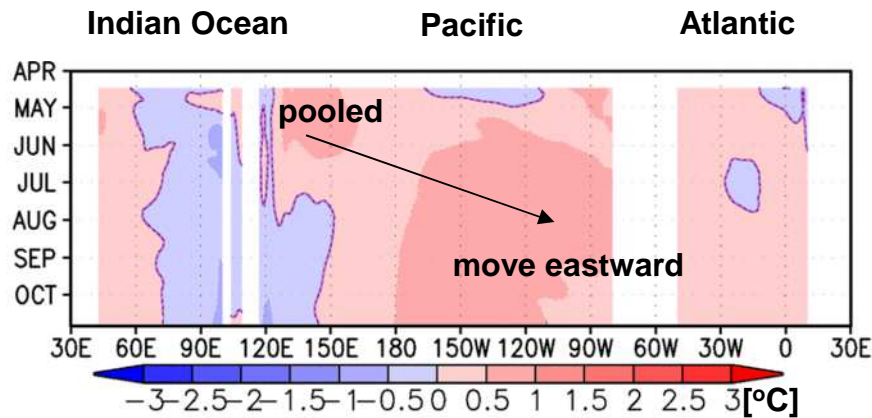 Indian Ocean Pacific Atlantic
APR
MAY
JUN
JUL
AUG
SEP
OCT
pooled
move eastward
30E 60E 90E 120E 150E 180 150W 120W 90W 60W 30W 0 30E
−3 −2.5 −2 −1.5 −1 −0.5 0 0.5 1 1.5 2 2.5 3 [°C]